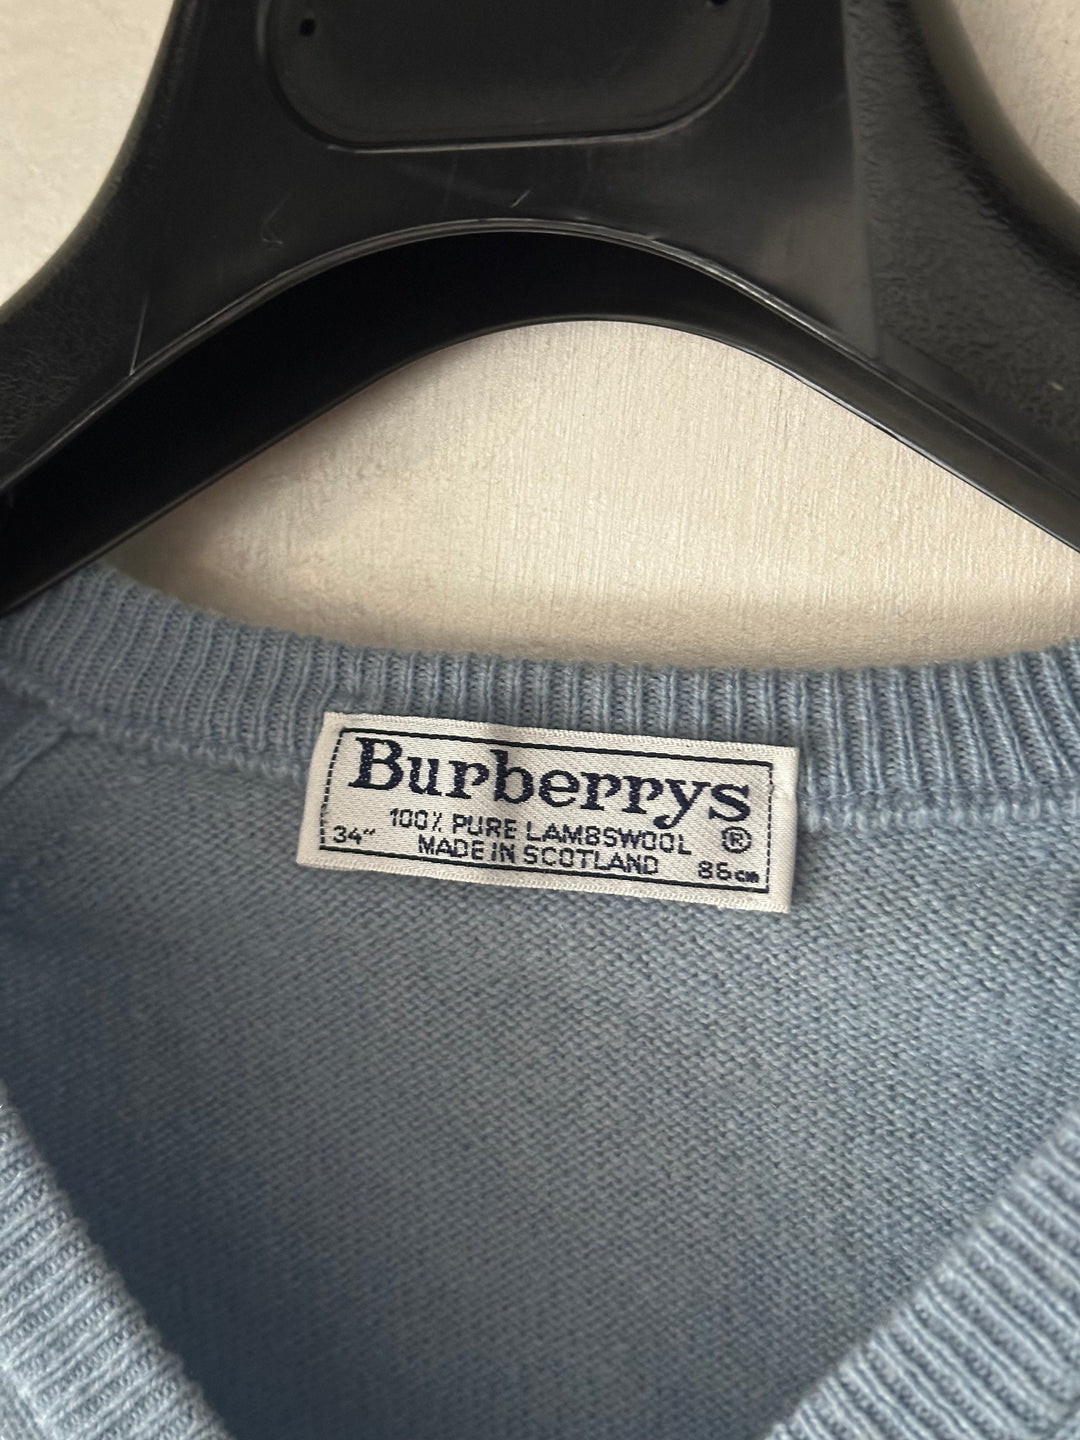 Burberrys
100% PURE LAMBSWOOL ®
34" MADE IN SCOTLAND 86cm